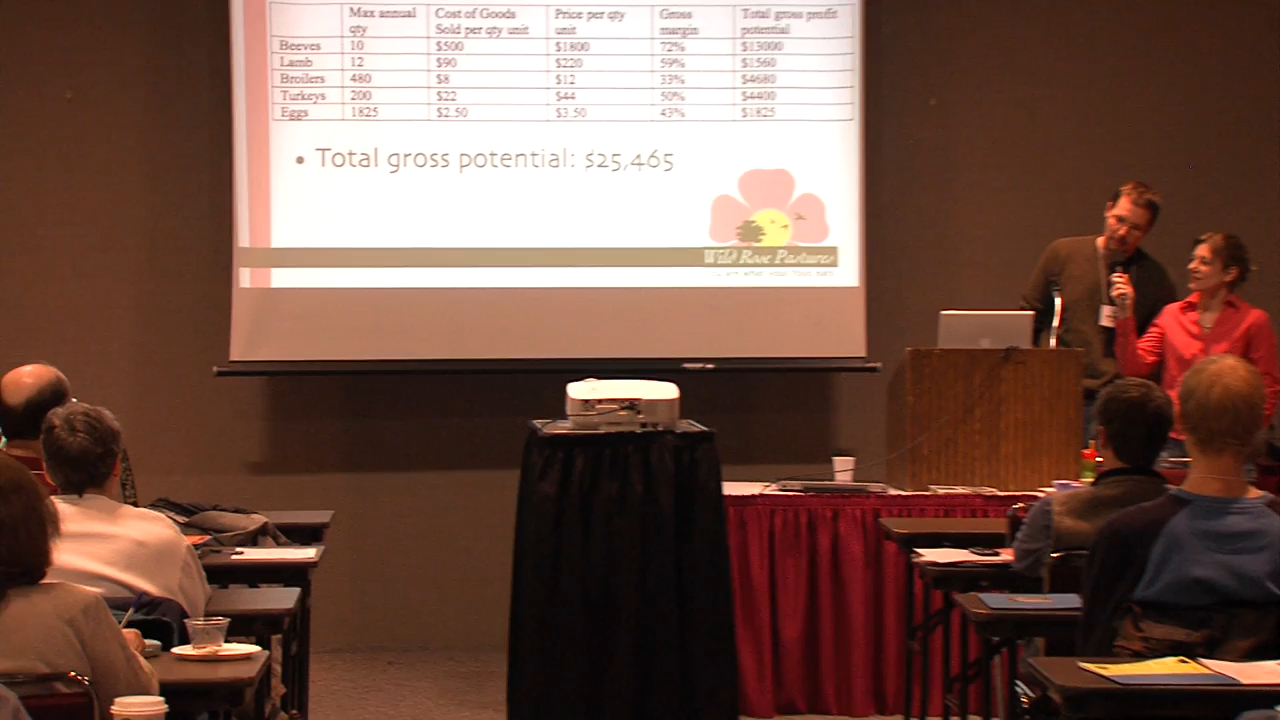 Max annual qty Cost of Goods Sold per qty unit Price per qty unit Gross margin Total gross profit potential
Beeves 10 $500 $1800 72% $13000
Lamb 12 $90 $220 59% $1560
Broilers 480 $8 $12 33% $4680
Turkeys 200 $22 $44 50% $4400
Eggs 1825 $2.50 $3.50 43% $1825
• Total gross potential: $25,465
Wild Rose Pastures